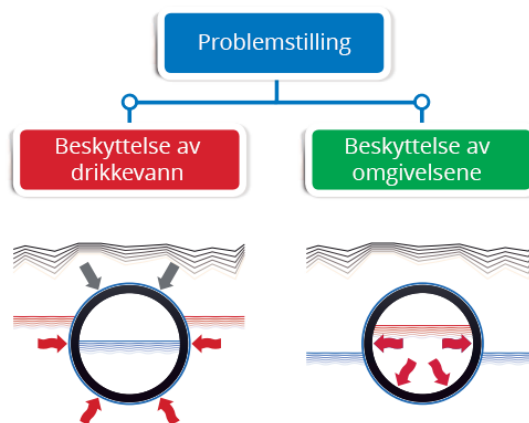 Problemstilling
Beskyttelse av
drikkevann
Beskyttelse av
omgivelsene